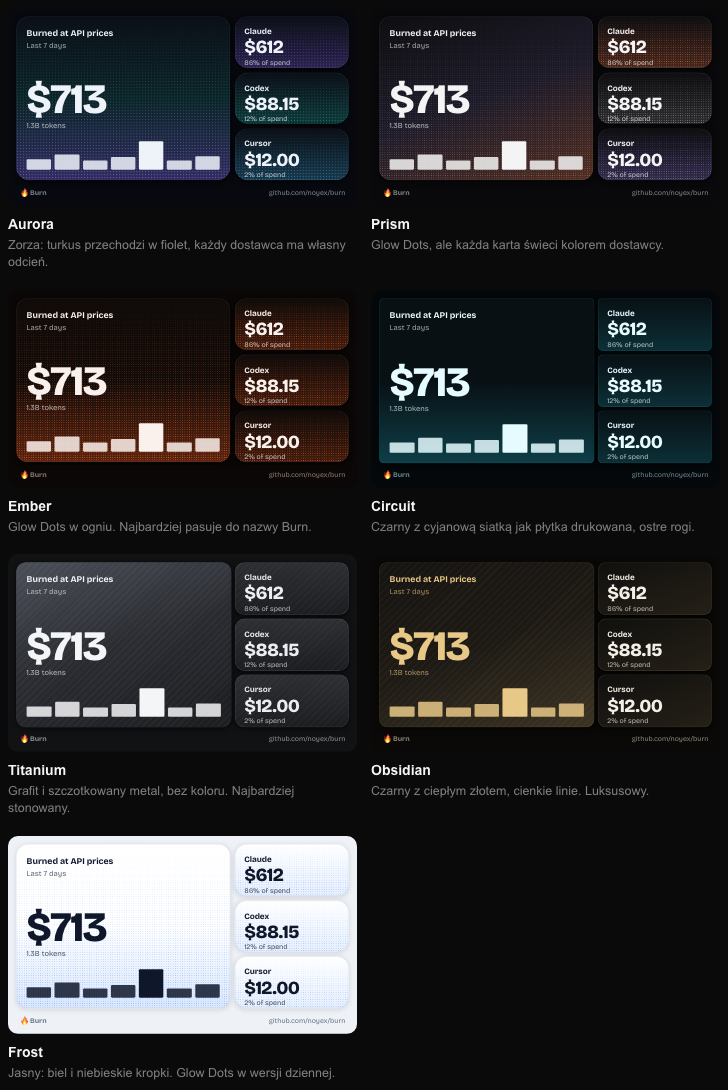 Burned at API prices
Last 7 days
$713
1.3B tokens
Claude
$612
86% of spend
Codex
$88.15
12% of spend
Cursor
$12.00
2% of spend
Burn
github.com/noyex/burn
Aurora
Zorza: turkus przechodzi w fiolet, każdy dostawca ma własny
odcień.
Burned at API prices
Last 7 days
$713
1.3B tokens
Claude
$612
86% of spend
Codex
$88.15
12% of spend
Cursor
$12.00
2% of spend
Burn
github.com/noyex/burn
Prism
Glow Dots, ale każda karta świeci kolorem dostawcy.
Burned at API prices
Last 7 days
$713
1.3B tokens
Claude
$612
86% of spend
Codex
$88.15
12% of spend
Cursor
$12.00
2% of spend
Burn
github.com/noyex/burn
Ember
Glow Dots w ogniu. Najbardziej pasuje do nazwy Burn.
Burned at API prices
Last 7 days
$713
1.3B tokens
Claude
$612
86% of spend
Codex
$88.15
12% of spend
Cursor
$12.00
2% of spend
Burn
github.com/noyex/burn
Circuit
Czarny z cyjanową siatką jak płytka drukowana, ostre rogi.
Burned at API prices
Last 7 days
$713
1.3B tokens
Claude
$612
86% of spend
Codex
$88.15
12% of spend
Cursor
$12.00
2% of spend
Burn
github.com/noyex/burn
Titanium
Grafit i szczotkowany metal, bez koloru. Najbardziej
stonowany.
Burned at API prices
Last 7 days
$713
1.3B tokens
Claude
$612
86% of spend
Codex
$88.15
12% of spend
Cursor
$12.00
2% of spend
Burn
github.com/noyex/burn
Obsidian
Czarny z ciepłym złotem, cienkie linie. Luksusowy.
Burned at API prices
Last 7 days
$713
1.3B tokens
Claude
$612
86% of spend
Codex
$88.15
12% of spend
Cursor
$12.00
2% of spend
Burn
github.com/noyex/burn
Frost
Jasny: biel i niebieskie kropki. Glow Dots w wersji dziennej.